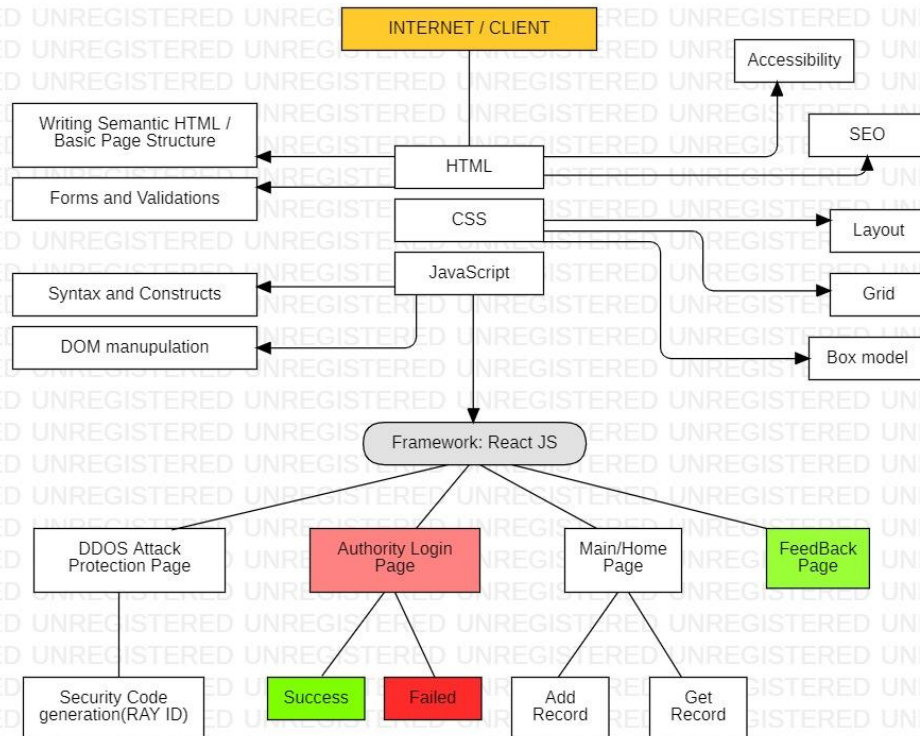 INTERNET / CLIENT
Accessibility
Writing Semantic HTML /
Basic Page Structure
SEO
HTML
Forms and Validations
CSS
Layout
JavaScript
Syntax and Constructs
Grid
DOM manupulation
Box model
Framework: React JS
DDOS Attack
Protection Page
Authority Login
Page
Main/Home
Page
FeedBack
Page
Security Code
generation(RAY ID)
Success
Failed
Add
Record
Get
Record
UNREGISTERED